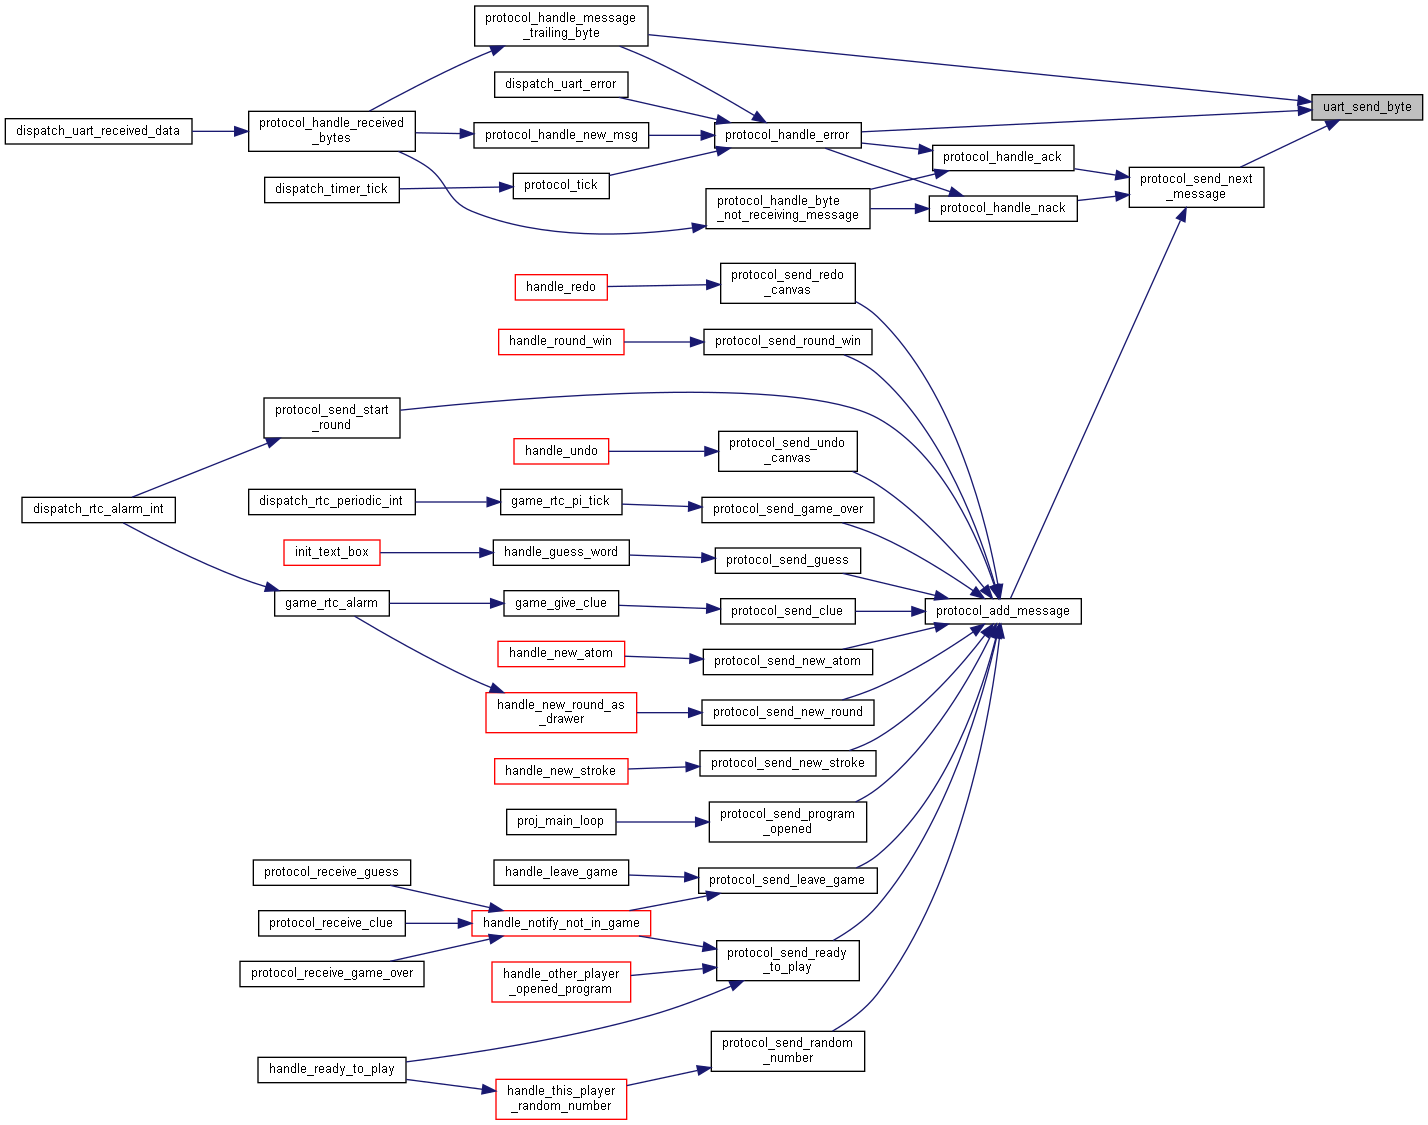 protocol_handle_message
_trailing_byte
dispatch_uart_error
uart_send_byte
dispatch_uart_received_data
protocol_handle_received
_bytes
protocol_handle_new_msg
protocol_handle_error
protocol_handle_ack
dispatch_timer_tick
protocol_tick
protocol_send_next
_message
protocol_handle_byte
_not_receiving_message
protocol_handle_nack
protocol_send_redo
_canvas
handle_redo
handle_round_win
protocol_send_round_win
protocol_send_start
_round
handle_undo
protocol_send_undo
_canvas
dispatch_rtc_alarm_int
dispatch_rtc_periodic_int
game_rtc_pi_tick
protocol_send_game_over
init_text_box
handle_guess_word
protocol_send_guess
game_rtc_alarm
game_give_clue
protocol_send_clue
protocol_add_message
handle_new_atom
protocol_send_new_atom
handle_new_round_as
_drawer
protocol_send_new_round
handle_new_stroke
protocol_send_new_stroke
proj_main_loop
protocol_send_program
_opened
protocol_receive_guess
handle_leave_game
protocol_send_leave_game
protocol_receive_clue
handle_notify_not_in_game
protocol_receive_game_over
handle_other_player
_opened_program
protocol_send_ready
_to_play
protocol_send_random
_number
handle_ready_to_play
handle_this_player
_random_number